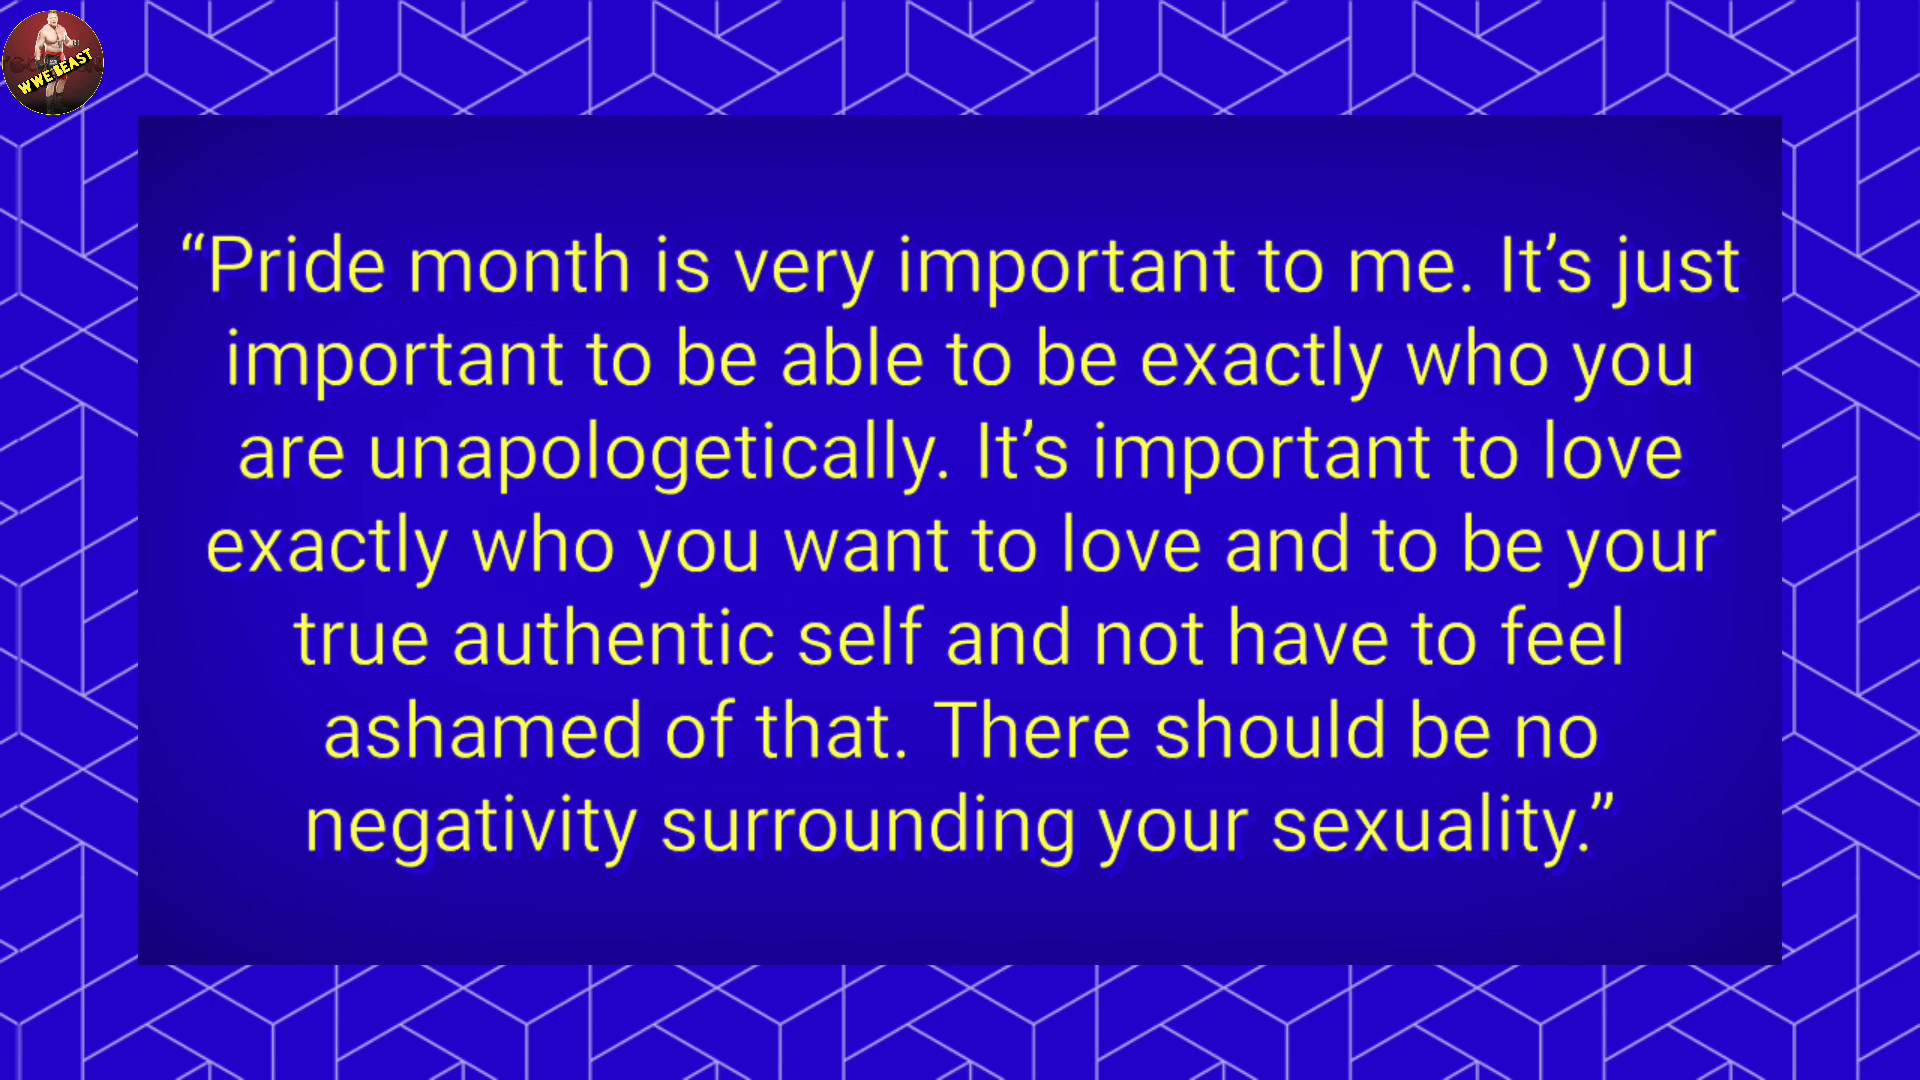 WWE BEAST
“Pride month is very important to me. It’s just
important to be able to be exactly who you
are unapologetically. It’s important to love
exactly who you want to love and to be your
true authentic self and not have to feel
ashamed of that. There should be no
negativity surrounding your sexuality.”